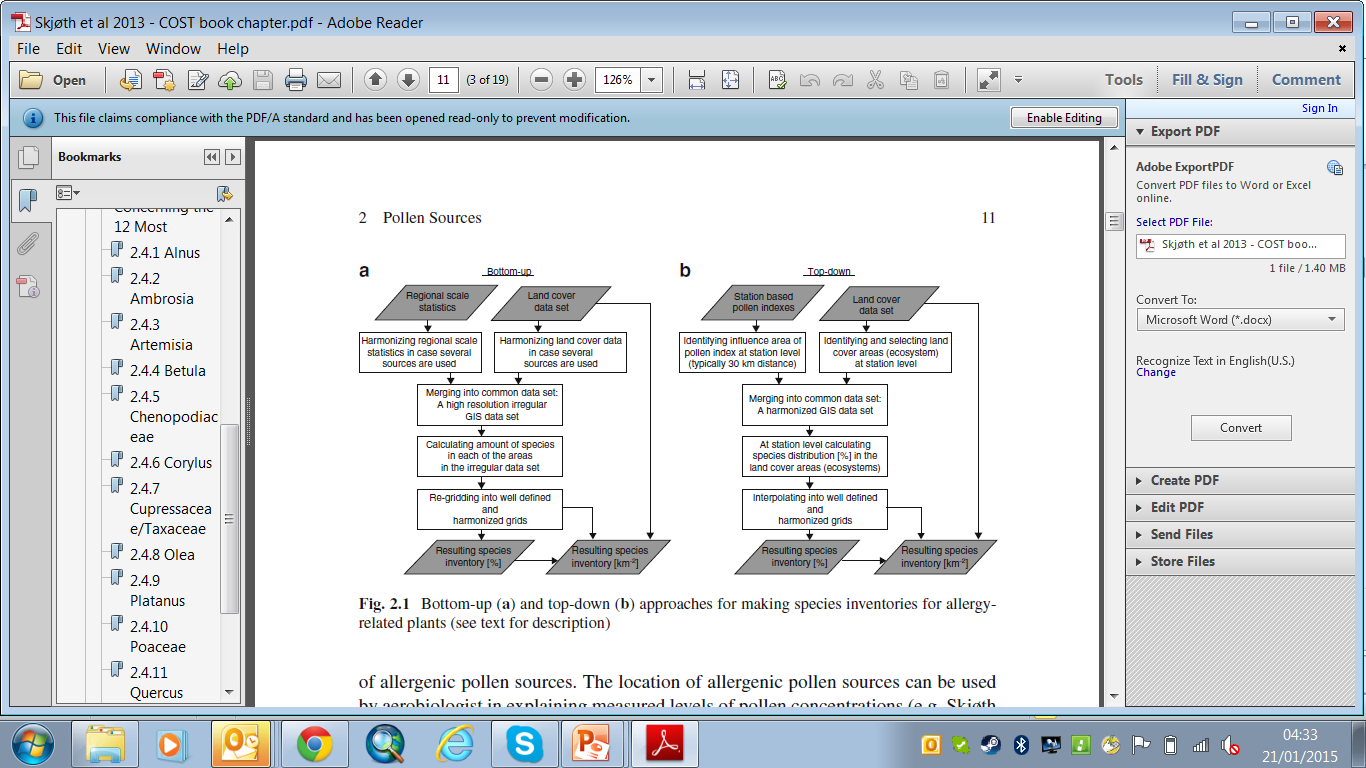 Skjøth et al 2013 - COST book chapter.pdf - Adobe Reader
File Edit View Window Help
Open 11 (3 of 19) 126% Tools Fill & Sign Comment
This file claims compliance with the PDF/A standard and has been opened read-only to prevent modification.
Enable Editing
Sign In
Bookmarks
Concerning the
12 Most
2.4.1 Alnus
2.4.2
Ambrosia
2.4.3
Artemisia
2.4.4 Betula
2.4.5
Chenopodiac
eae
2.4.6 Corylus
2.4.7
Cupressacea
e/Taxaceae
2.4.8 Olea
2.4.9
Platanus
2.4.10
Poaceae
2.4.11
Quercus
2 Pollen Sources 11
a Bottom-up
Regional scale
statistics
Land cover
data set
Harmonizing regional scale
statistics in case several
sources are used
Harmonizing land cover data
in case several
sources are used
Merging into common data set:
A high resolution irregular
GIS data set
Calculating amount of species
in each of the areas
in the irregular data set
Re-gridding into well defined
and
harmonized grids
Resulting species
inventory [%]
Resulting species
inventory [km-2]
b Top-down
Station based
pollen indexes
Land cover
data set
Identifying influence area of
pollen index at station level
(typically 30 km distance)
Identifying and selecting land
cover areas (ecosystem)
at station level
Merging into common data set:
A harmonized GIS data set
At station level calculating
species distribution [%] in the
land cover areas (ecosystems)
Interpolating into well defined
and
harmonized grids
Resulting species
inventory [%]
Resulting species
inventory [km-2]
Fig. 2.1 Bottom-up (a) and top-down (b) approaches for making species inventories for allergy-
related plants (see text for description)
of allergenic pollen sources. The location of allergenic pollen sources can be used
by aerobiologist in explaining measured levels of pollen concentrations (e.g. Skjøth
Export PDF
Adobe ExportPDF
Convert PDF files to Word or Excel
online.
Select PDF File:
Skjøth et al 2013 - COST boo...
1 file / 1.40 MB
Convert To:
Microsoft Word (*.docx)
Recognize Text in English(U.S.)
Change
Convert
Create PDF
Edit PDF
Send Files
Store Files
04:33
21/01/2015